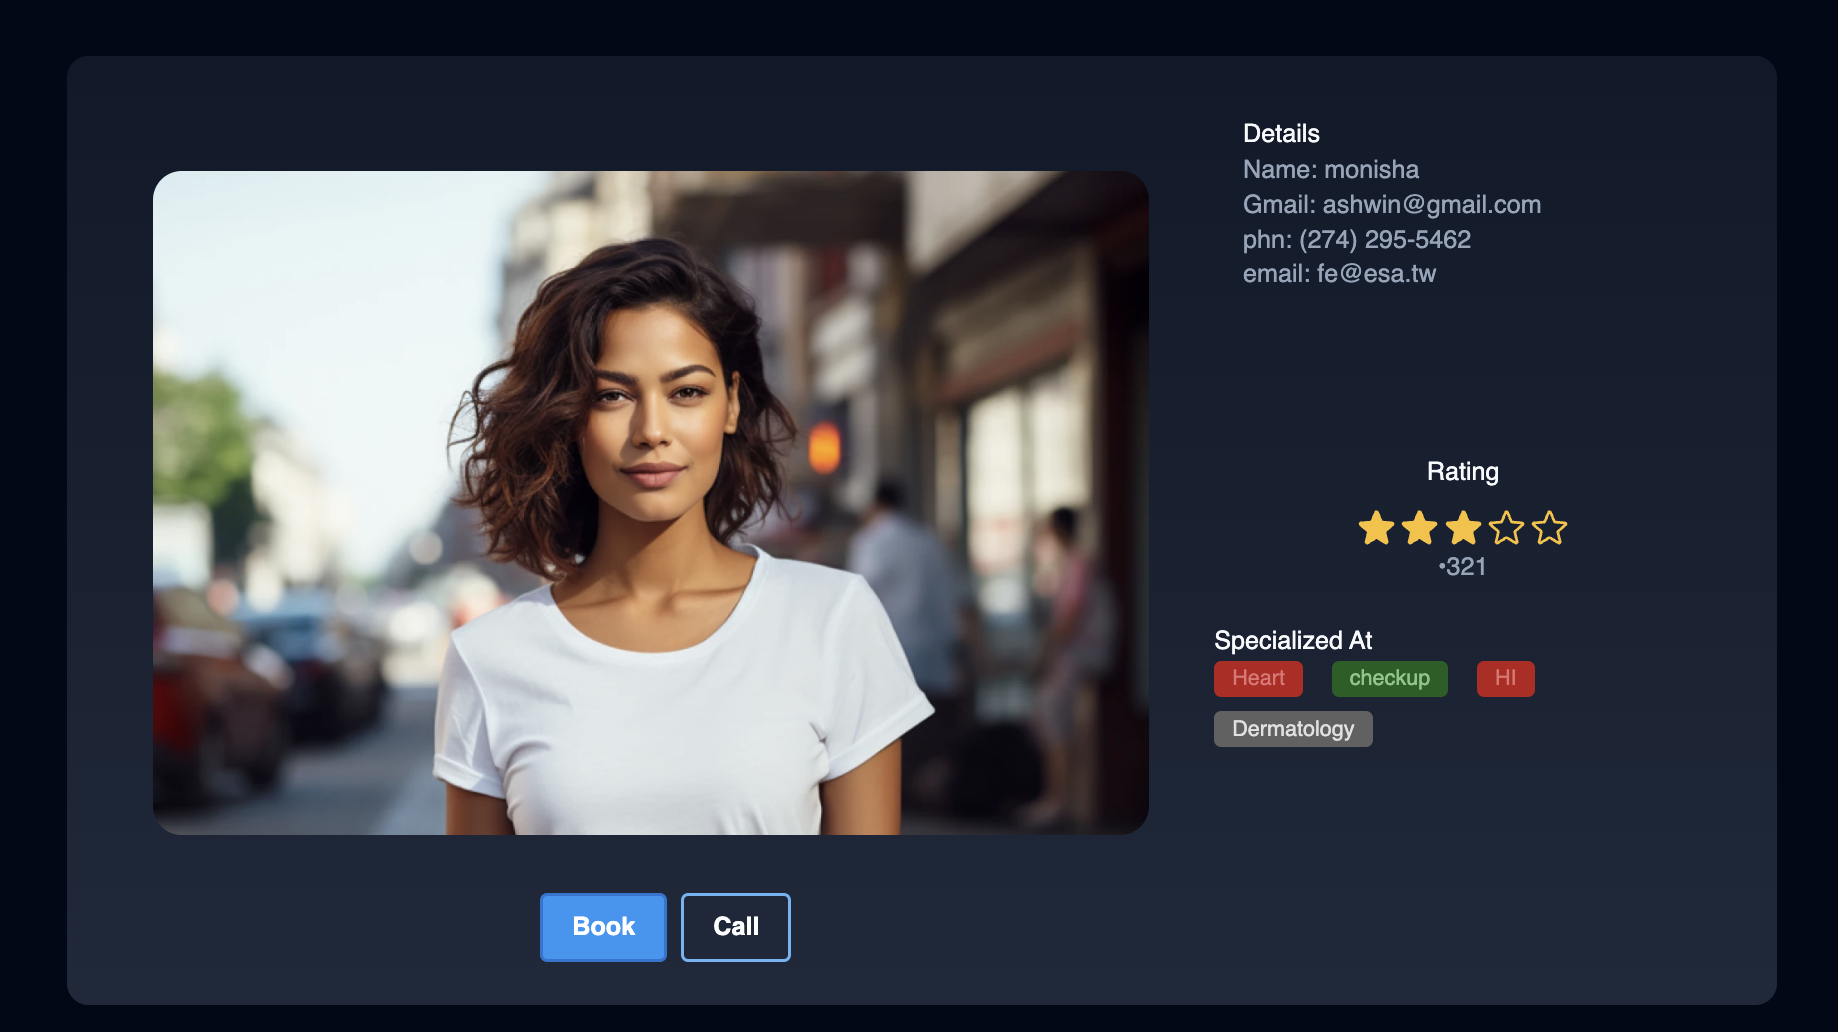 Details
Name: monisha
Gmail: ashwin@gmail.com
phn: (274) 295-5462
email: fe@esa.tw
Rating
•321
Specialized At
Heart checkup HI
Dermatology
Book Call